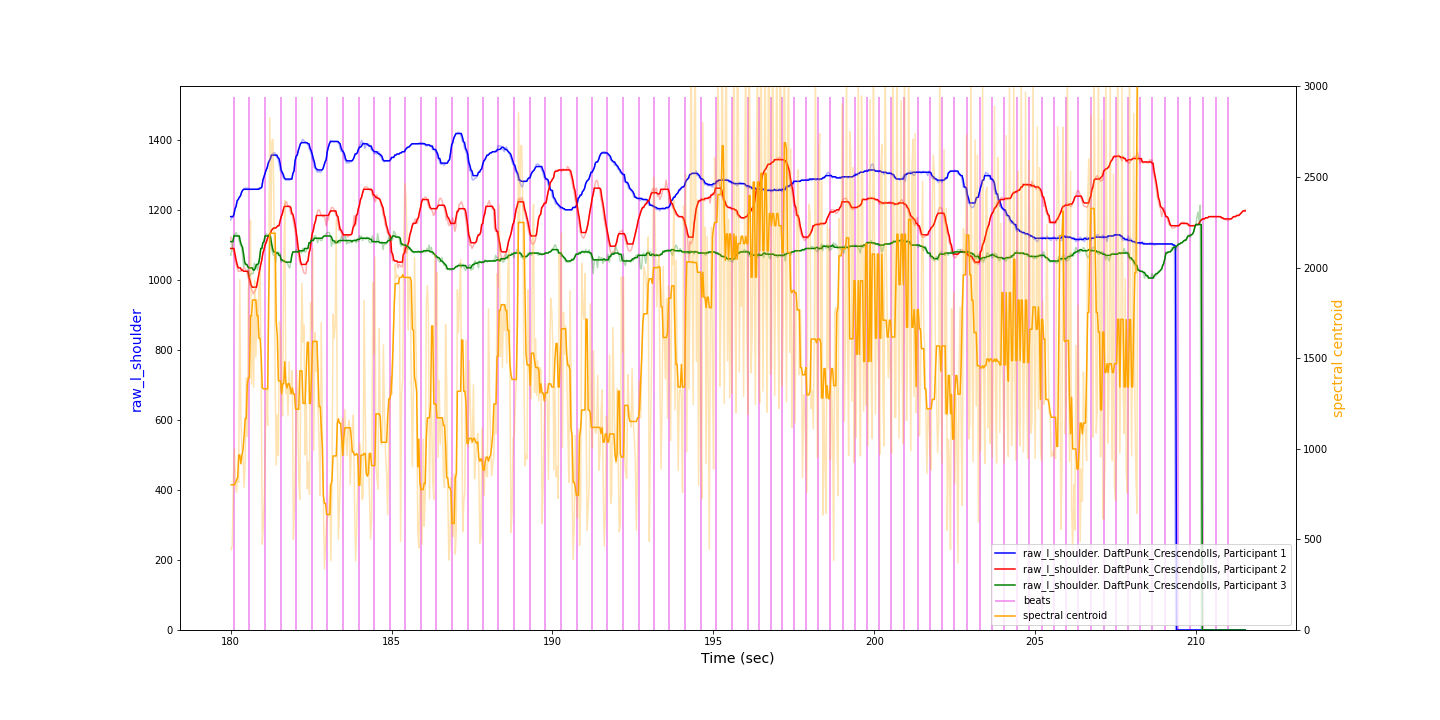 3000
1400
2500
1200
2000
1000
raw_l_shoulder
800
1500
spectral centroid
600
1000
400
500
200
raw_l_shoulder. DaftPunk_Crescendolls, Participant 1
raw_l_shoulder. DaftPunk_Crescendolls, Participant 2
raw_l_shoulder. DaftPunk_Crescendolls, Participant 3
beats
spectral centroid
0
0
180
185
190
195
200
205
210
Time (sec)